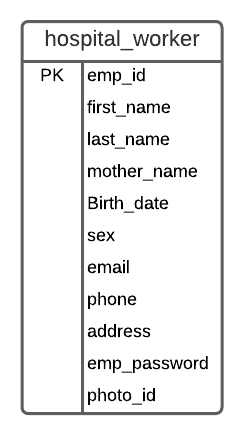 hospital_worker
PK emp_id
first_name
last_name
mother_name
Birth_date
sex
email
phone
address
emp_password
photo_id